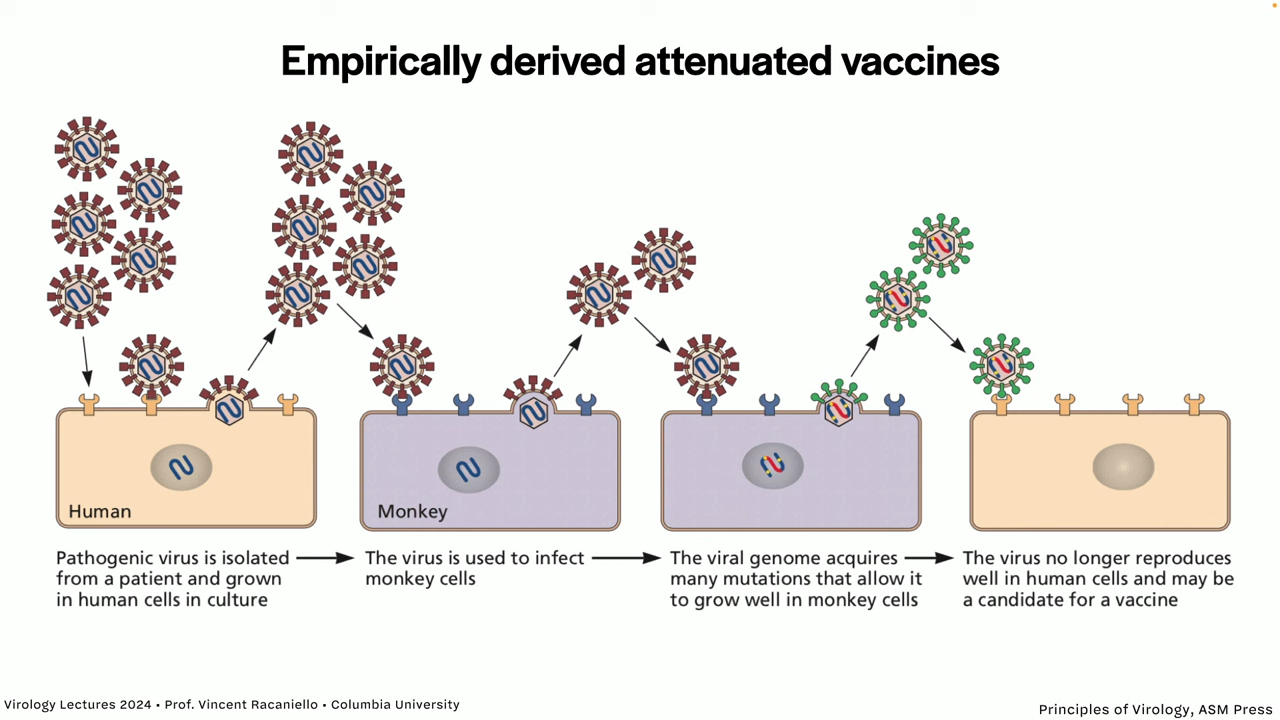 Empirically derived attenuated vaccines
Human
Monkey
Pathogenic virus is isolated
from a patient and grown
in human cells in culture
The virus is used to infect
monkey cells
The viral genome acquires
many mutations that allow it
to grow well in monkey cells
The virus no longer reproduces
well in human cells and may be
a candidate for a vaccine
Virology Lectures 2024 • Prof. Vincent Racaniello • Columbia University
Principles of Virology, ASM Press